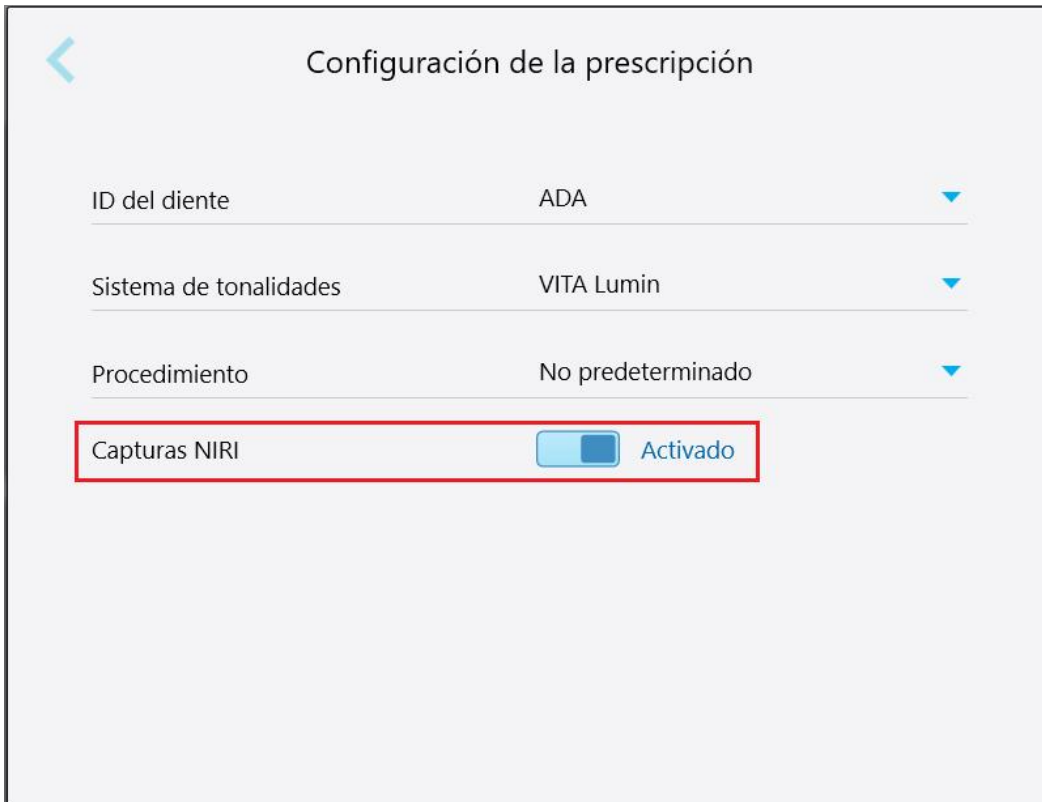 Configuración de la prescripción
ID del diente ADA
Sistema de tonalidades VITA Lumin
Procedimiento No predeterminado
Capturas NIRI Activado